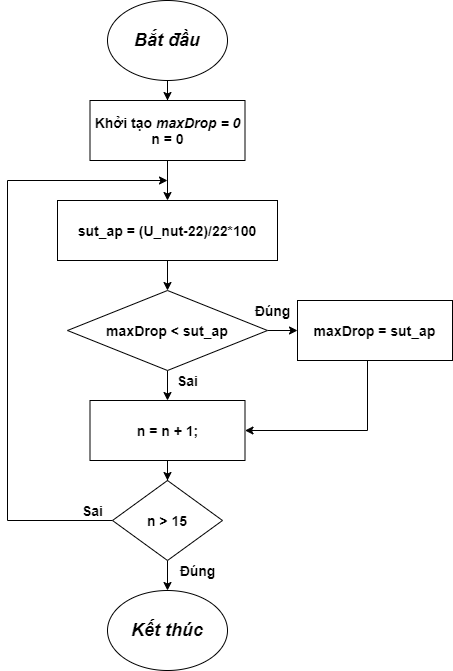 Bắt đầu
Khởi tạo maxDrop = 0
n = 0
sut_ap = (U_nut-22)/22*100
maxDrop < sut_ap
Đúng
maxDrop = sut_ap
Sai
n = n + 1;
n > 15
Sai
Đúng
Kết thúc